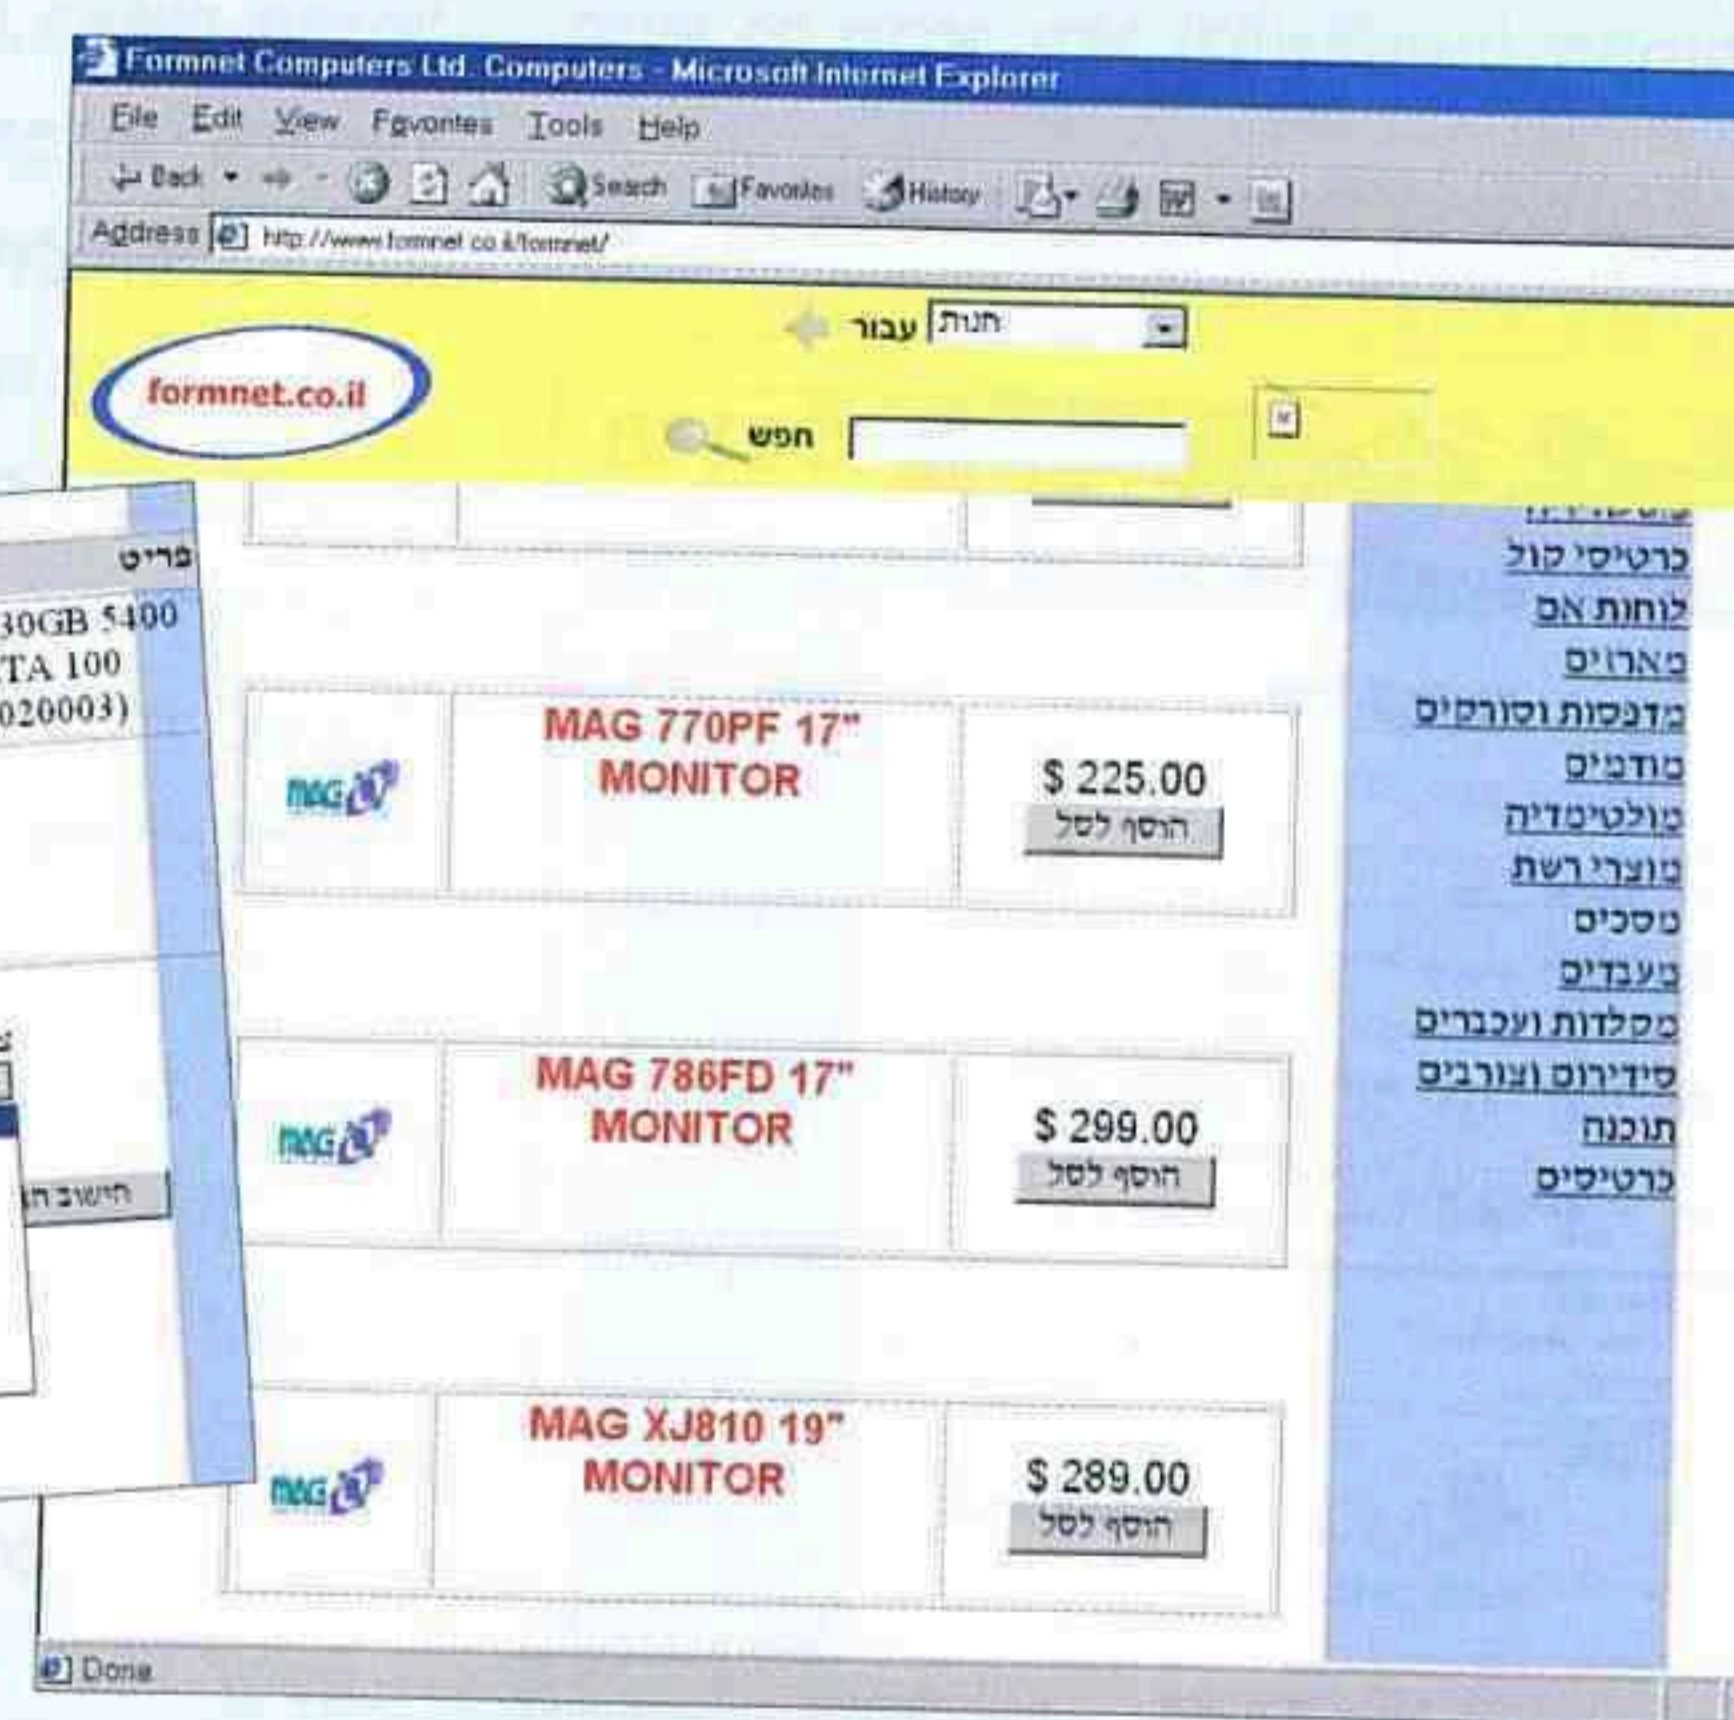 Formnet Computers Ltd. Computers - Microsoft Internet Explorer
File Edit View Favorites Tools Help
Back Search Favorites History
Address http://www.formnet.co.il/formnet/
עבור חנות
formnet.co.il
חפש
פריט
30GB 5400
TA 100
020003)
MAG 770PF 17"
MONITOR
MAG
$ 225.00
הוסף לסל
MAG 786FD 17"
MONITOR
MAG
$ 299.00
הוסף לסל
MAG XJ810 19"
MONITOR
MAG
$ 289.00
הוסף לסל
כרטיסי קול
לוחות אם
מארזים
מדפסות וסורקים
מודמים
מולטימדיה
מוצרי רשת
מסכים
מעבדים
מקלדות ועכברים
סידירום וצורבים
תוכנה
כרטיסים
חישוב
Done